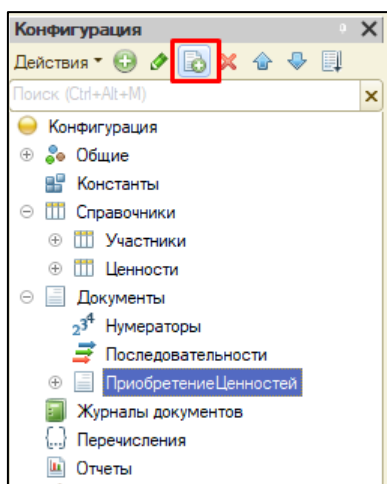 Конфигурация
Действия
Поиск (Ctrl+Alt+M)
Конфигурация
Общие
Константы
Справочники
Участники
Ценности
Документы
Нумераторы
Последовательности
ПриобретениеЦенностей
Журналы документов
Перечисления
Отчеты